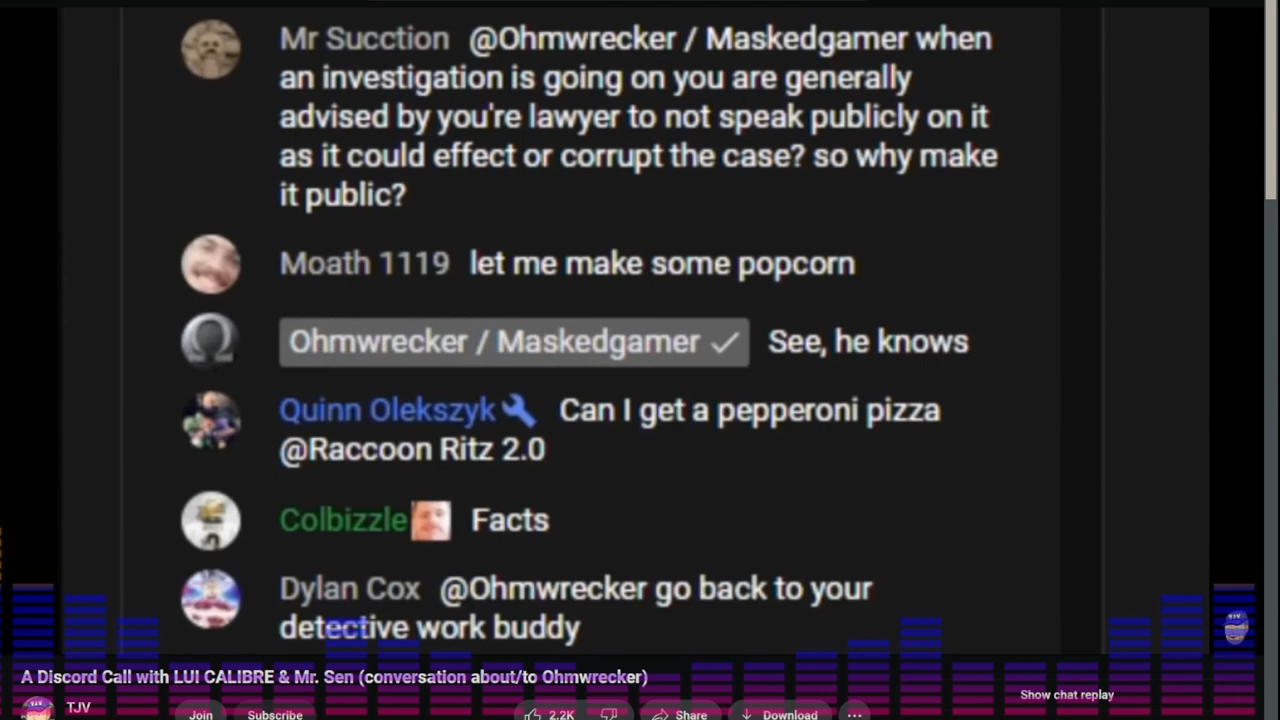 Mr Sucction @Ohmwrecker / Maskedgamer when
an investigation is going on you are generally
advised by you're lawyer to not speak publicly on it
as it could effect or corrupt the case? so why make
it public?
Moath 1119 let me make some popcorn
Ohmwrecker / Maskedgamer See, he knows
Quinn Olekszyk Can I get a pepperoni pizza
@Raccoon Ritz 2.0
Colbizzle Facts
Dylan Cox @Ohmwrecker go back to your
detective work buddy
TJV
A Discord Call with LUI CALIBRE & Mr. Sen (conversation about/to Ohmwrecker)
Show chat replay
TJV
Join Subscribe 2.2K Share Download ...